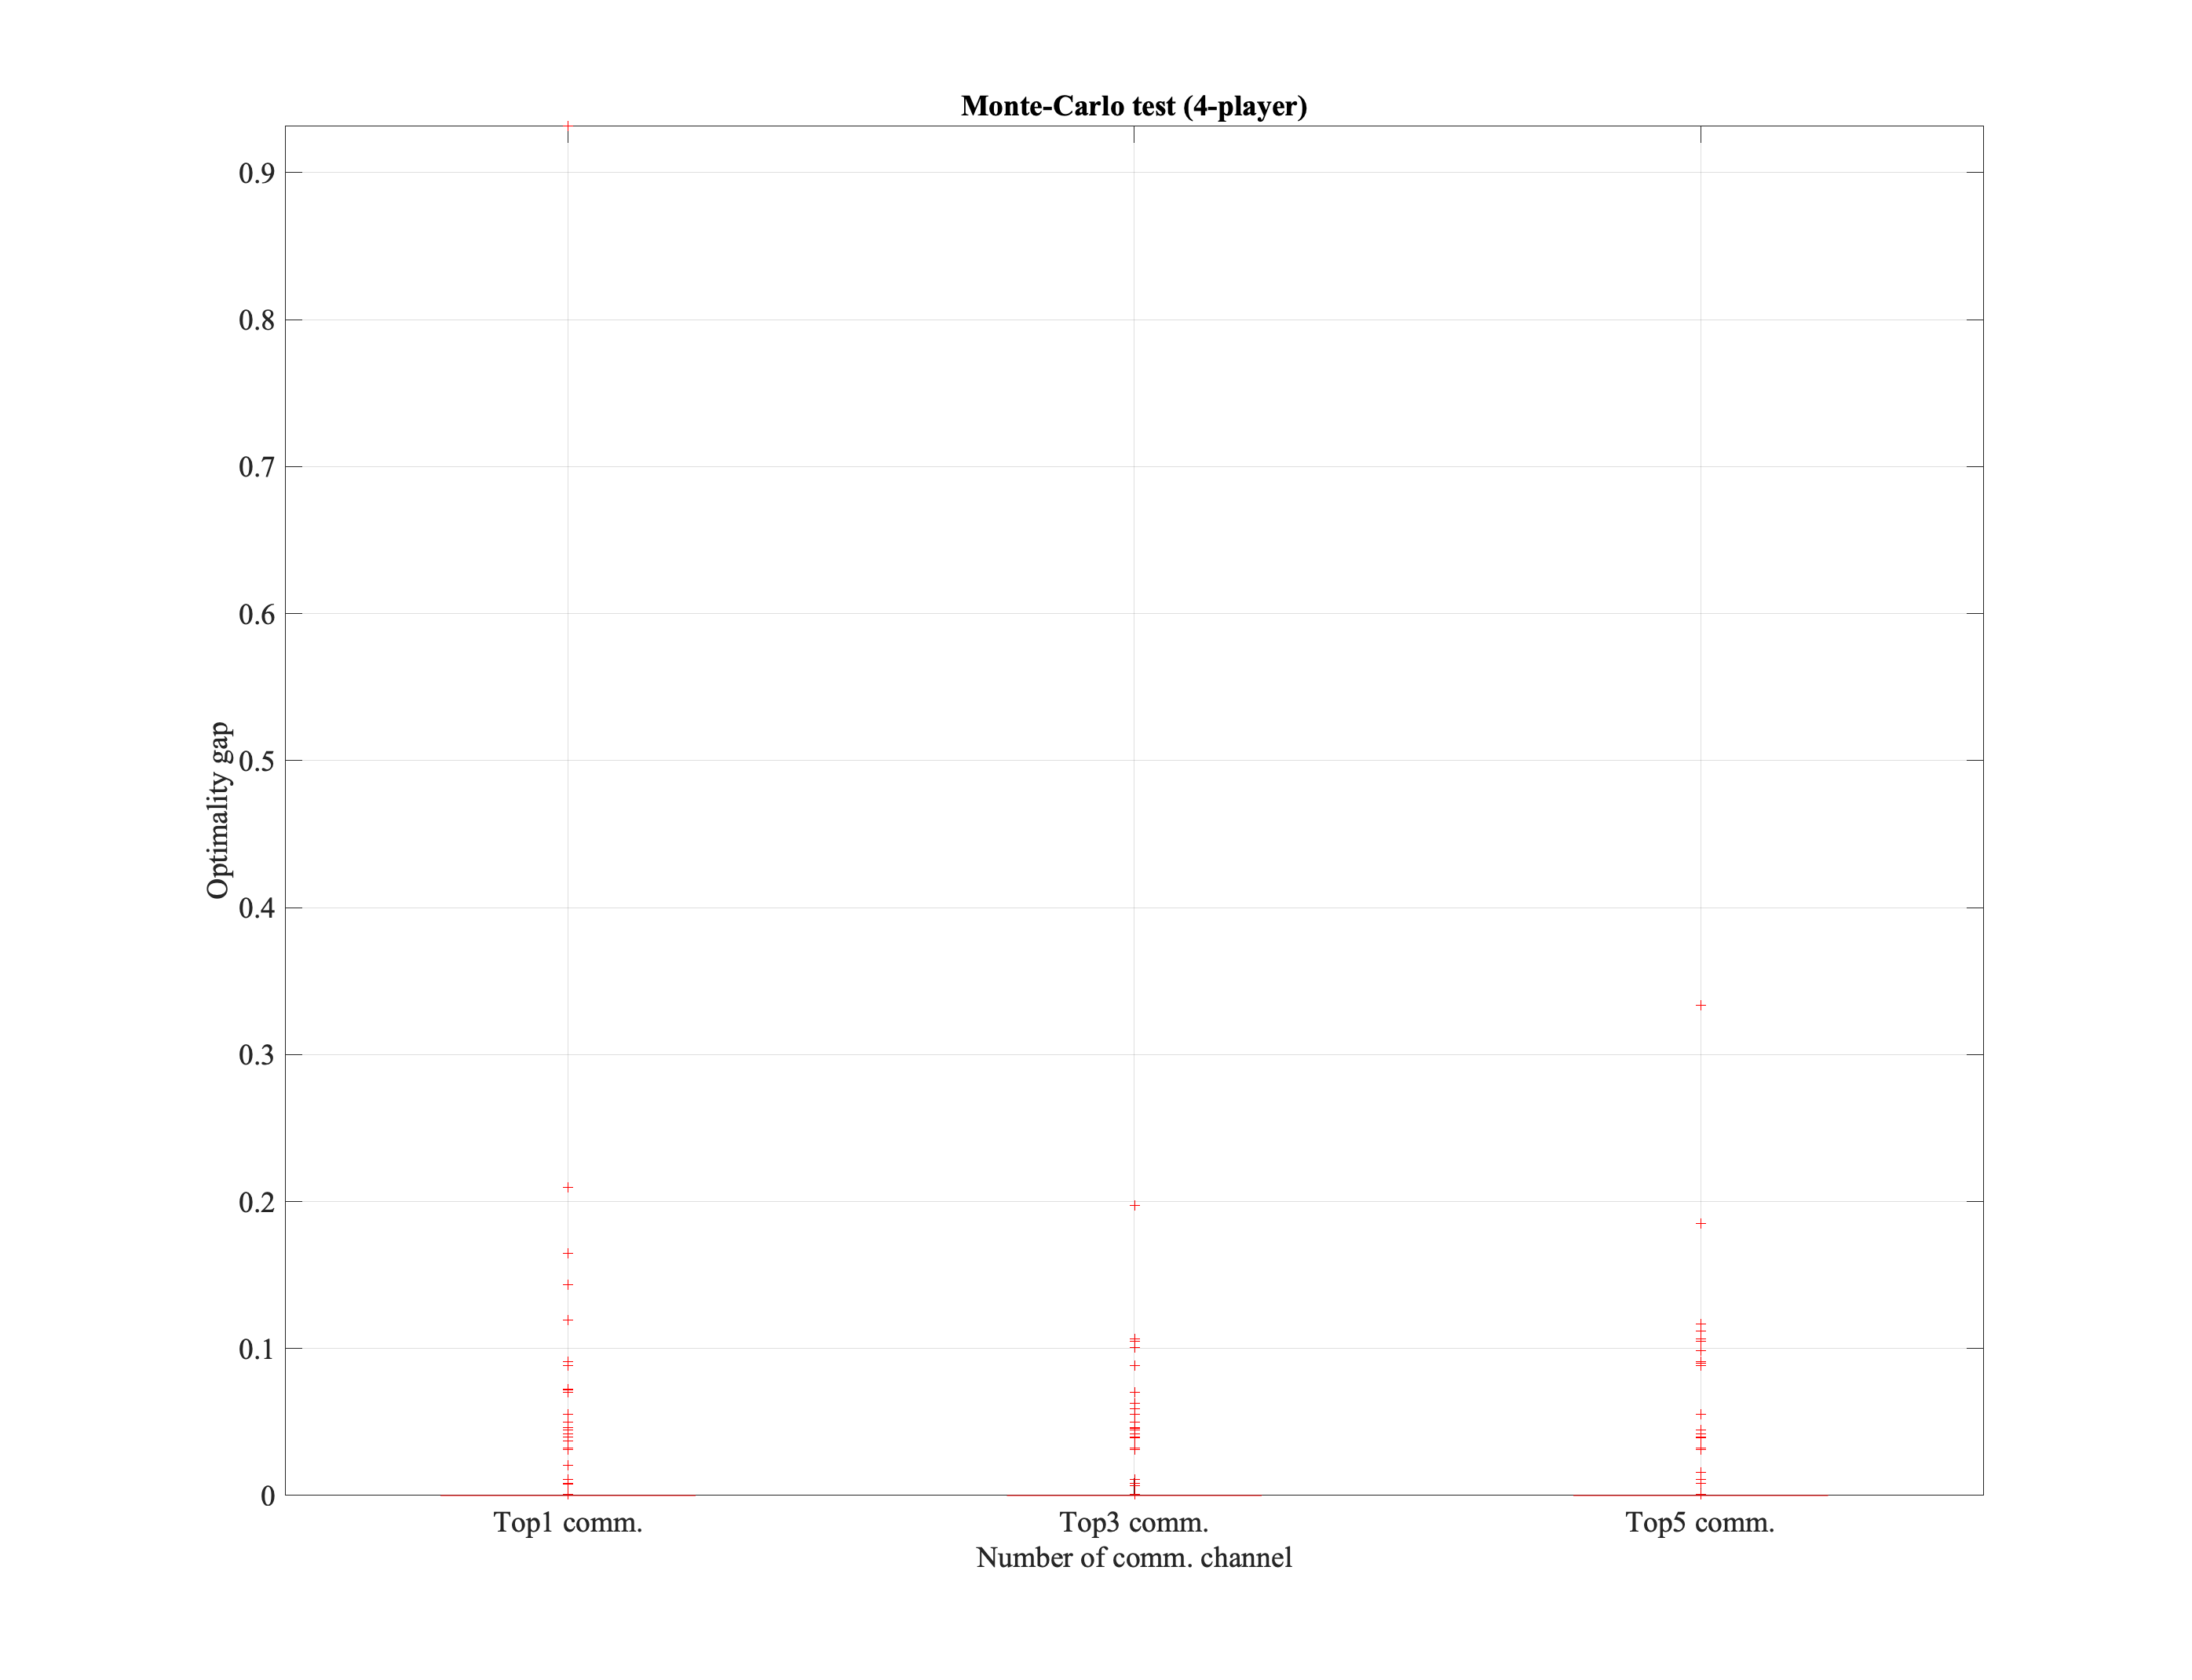 Monte-Carlo test (4-player)
0.9
0.8
0.7
0.6
0.5
0.4
0.3
0.2
0.1
0
Optimality gap
Top1 comm.
Top3 comm.
Top5 comm.
Number of comm. channel